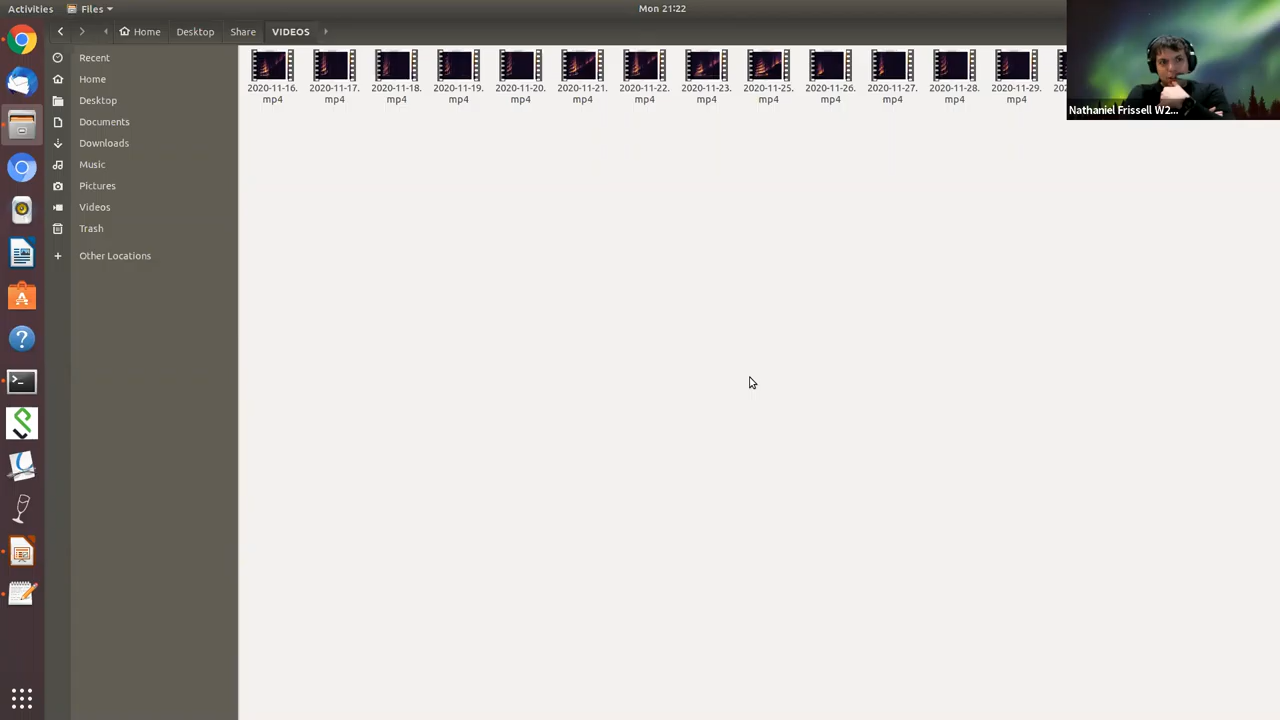 Activities
Files
Mon 21:22
Home
Desktop
Share
VIDEOS
Recent
Home
Desktop
Documents
Downloads
Music
Pictures
Videos
Trash
Other Locations
2020-11-16.
mp4
2020-11-17.
mp4
2020-11-18.
mp4
2020-11-19.
mp4
2020-11-20.
mp4
2020-11-21.
mp4
2020-11-22.
mp4
2020-11-23.
mp4
2020-11-25.
mp4
2020-11-26.
mp4
2020-11-27.
mp4
2020-11-28.
mp4
2020-11-29.
mp4
Nathaniel Frissell W2...